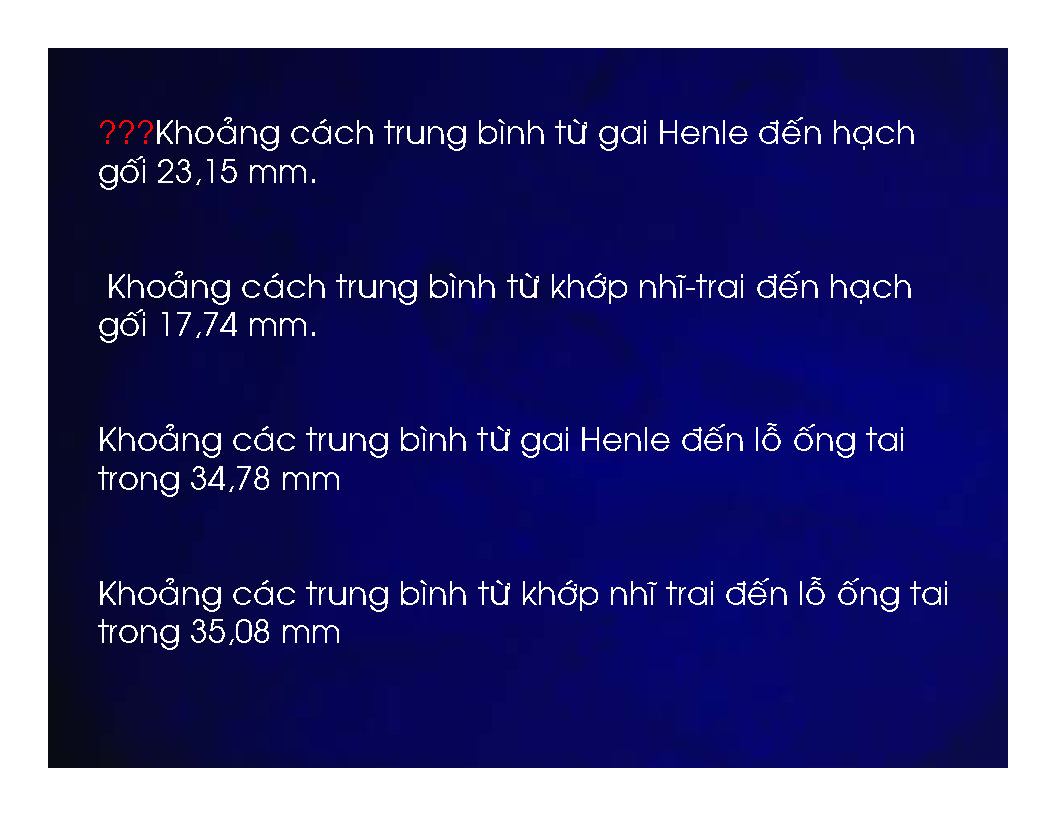 ???Khoảng cách trung bình từ gai Henle đến hạch
gối 23,15 mm.
Khoảng cách trung bình từ khớp nhĩ-trai đến hạch
gối 17,74 mm.
Khoảng các trung bình từ gai Henle đến lỗ ống tai
trong 34,78 mm
Khoảng các trung bình từ khớp nhĩ trai đến lỗ ống tai
trong 35,08 mm